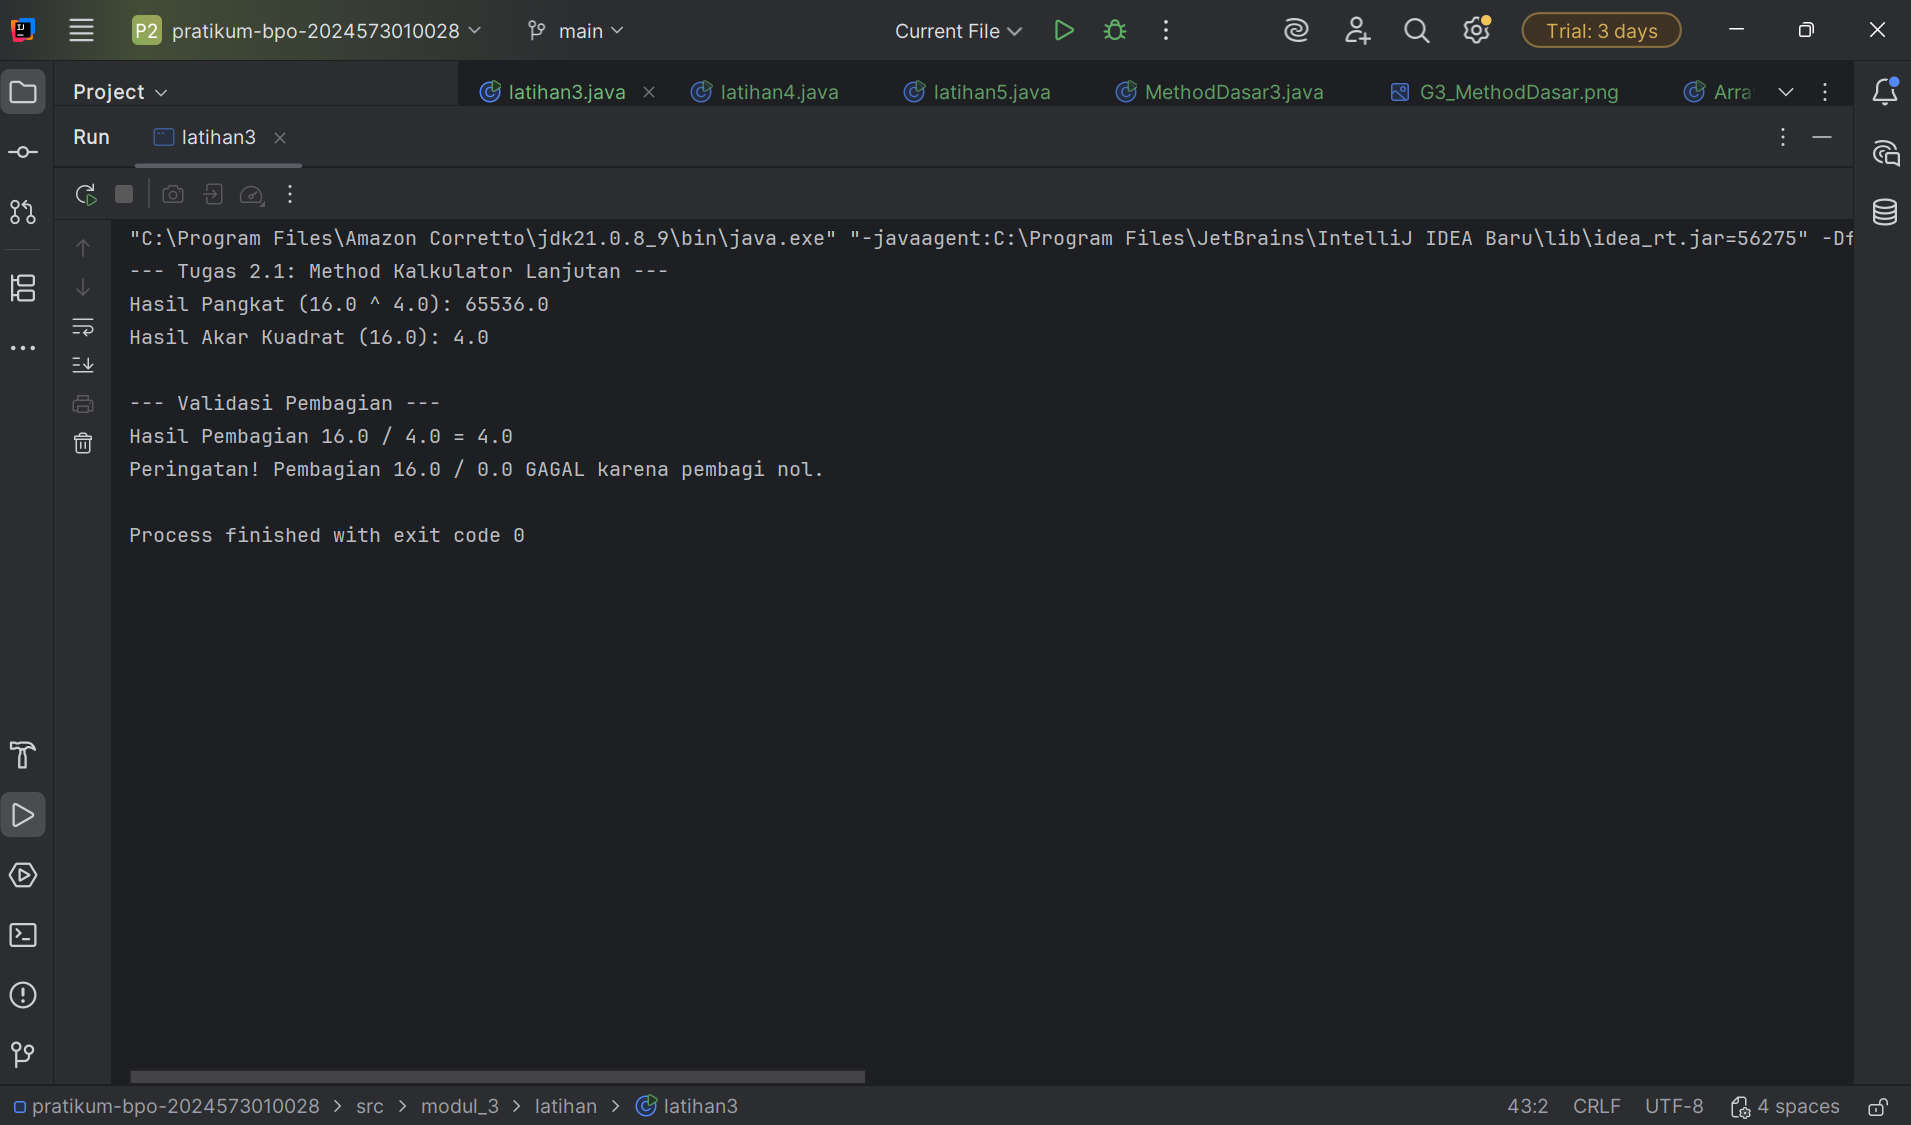 P2 pratikum-bpo-2024573010028 main Current File Trial: 3 days
Project latihan3.java latihan4.java latihan5.java MethodDasar3.java G3_MethodDasar.png Arra
Run latihan3
"C:\Program Files\Amazon Corretto\jdk21.0.8_9\bin\java.exe" "-javaagent:C:\Program Files\JetBrains\IntelliJ IDEA Baru\lib\idea_rt.jar=56275" -Df
--- Tugas 2.1: Method Kalkulator Lanjutan ---
Hasil Pangkat (16.0 ^ 4.0): 65536.0
Hasil Akar Kuadrat (16.0): 4.0
--- Validasi Pembagian ---
Hasil Pembagian 16.0 / 4.0 = 4.0
Peringatan! Pembagian 16.0 / 0.0 GAGAL karena pembagi nol.
Process finished with exit code 0
pratikum-bpo-2024573010028 > src > modul_3 > latihan > latihan3 43:2 CRLF UTF-8 4 spaces